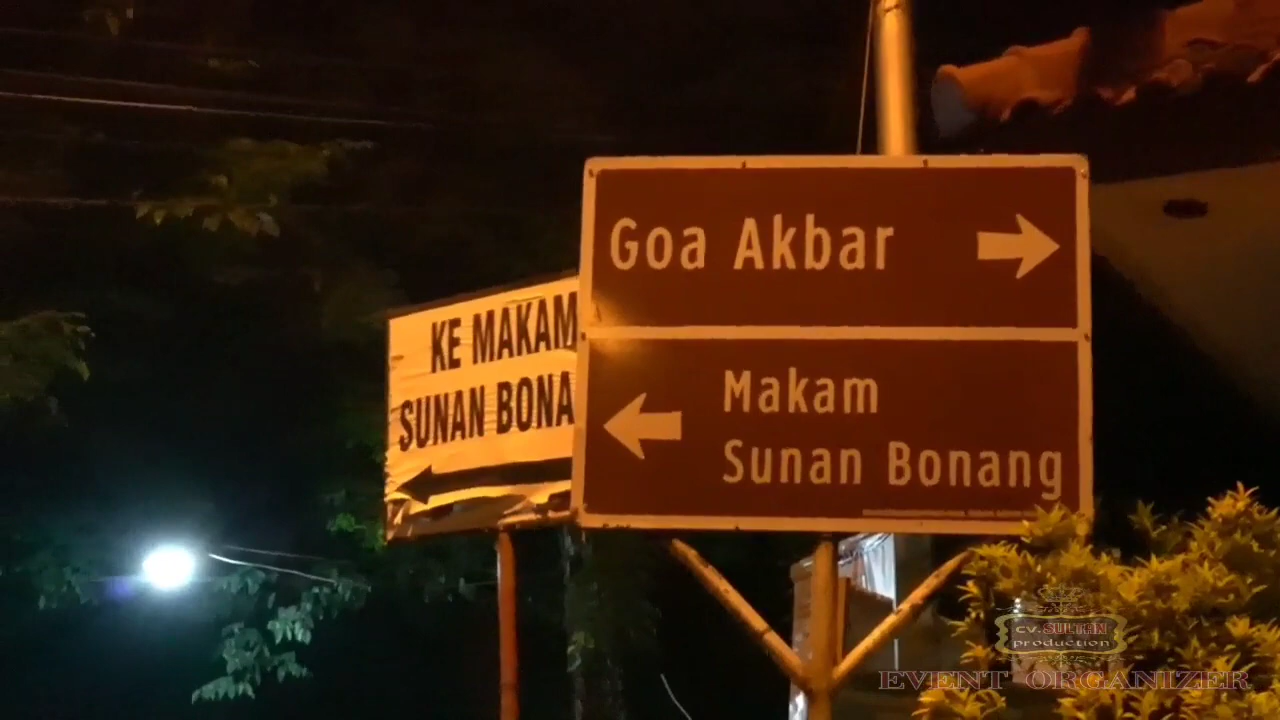 Goa Akbar
Makam
Sunan Bonang
KE MAKAM
SUNAN BONA
CV. SULTAN
production
EVENT ORGANIZER